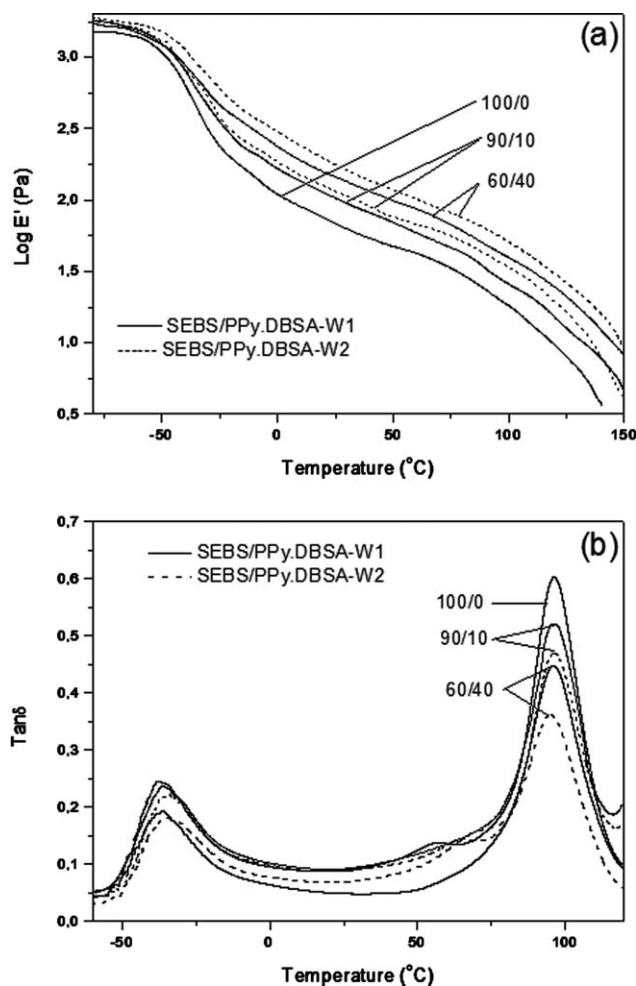 (a)
3.0
2.5
2.0
1.5
1.0
0.5
Log E' (Pa)
100/0
90/10
60/40
SEBS/PPy.DBSA-W1
SEBS/PPy.DBSA-W2
-50 0 50 100 150
Temperature (°C)
(b)
0,7
0,6
0,5
0,4
0,3
0,2
0,1
0,0
Tanδ
SEBS/PPy.DBSA-W1
SEBS/PPy.DBSA-W2
100/0
90/10
60/40
-50 0 50 100
Temperature (°C)